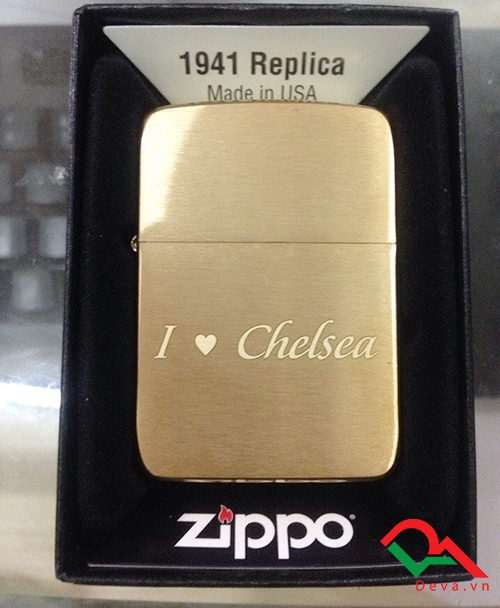 1941 Replica
Made in USA
I ♥ Chelsea
zippo
Deva.vn